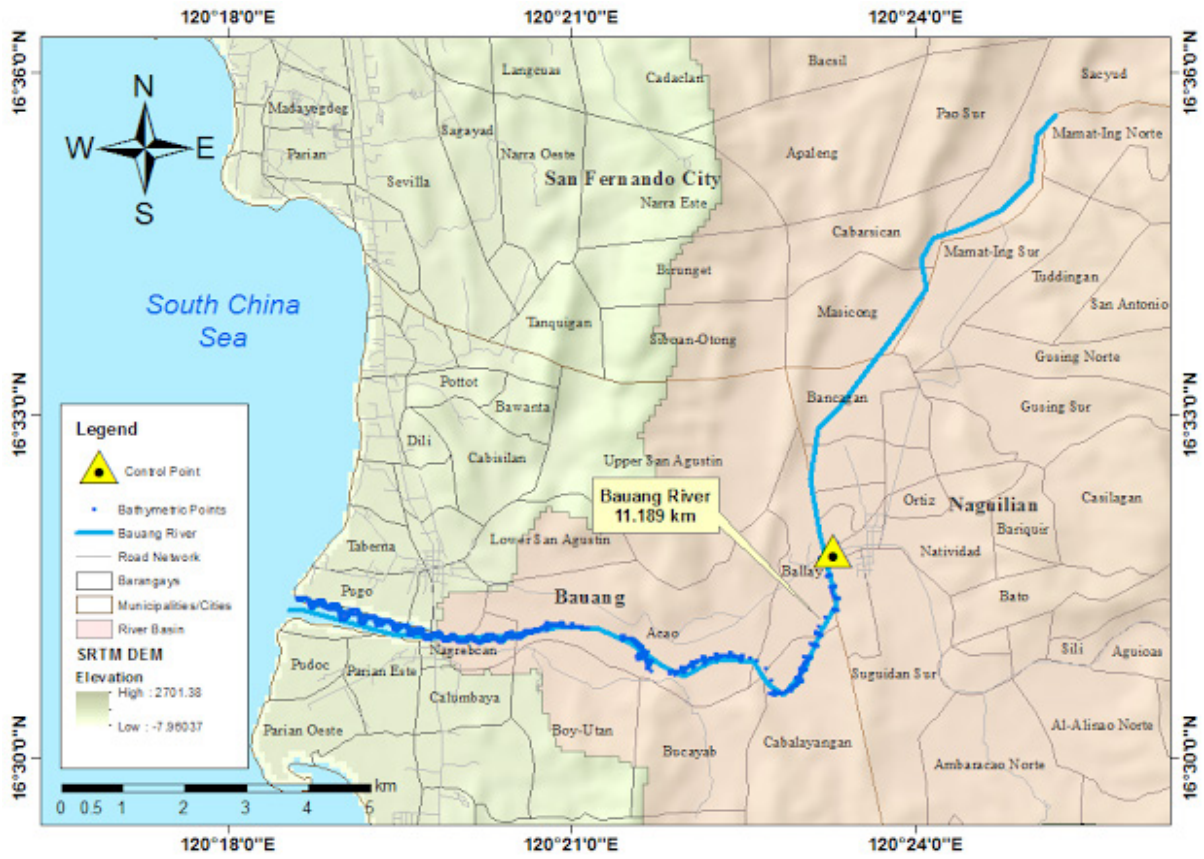 120°18'0"E
120°21'0"E
120°24'0"E
16°36'0"N
16°36'0"N
N
W
E
S
Langcuas
Cadaclan
Bacsil
Sacyud
Madayegdeg
Sagayad
Pao Sur
Mamat-Ing Norte
Parian
Narra Oeste
Apaleng
Sevilla
San Fernando City
Narra Este
Cabarsican
Mamat-Ing Sur
Birunget
Tuddingan
San Antonio
South China
Sea
Masicong
Tanquigan
Siboan-Otong
Gusing Norte
Pottot
Bancagan
Gusing Sur
Bawanta
16°33'0"N
16°33'0"N
Dili
Cabisilan
Upper San Agustin
Bauang River
11.189 km
Ortiz
Naguilian
Casilagan
Bariquir
Lower San Agustin
Natividad
Taberna
Ballay
Pugo
Bauang
Bato
Acao
Nagrebcan
Sili
Aguioas
Pudoc
Parian Este
Suguidan Sur
Calumbaya
Parian Oeste
Boy-Utan
Al-Alinao Norte
Bucayab
Cabalayangan
Ambaracao Norte
16°30'0"N
16°30'0"N
Legend
Control Point
Bathymetric Points
Bauang River
Road Network
Barangays
Municipalities/Cities
River Basin
SRTM DEM
Elevation
High : 2701.38
Low : -7.96037
km
0 0.5 1 2 3 4 5
120°18'0"E
120°21'0"E
120°24'0"E